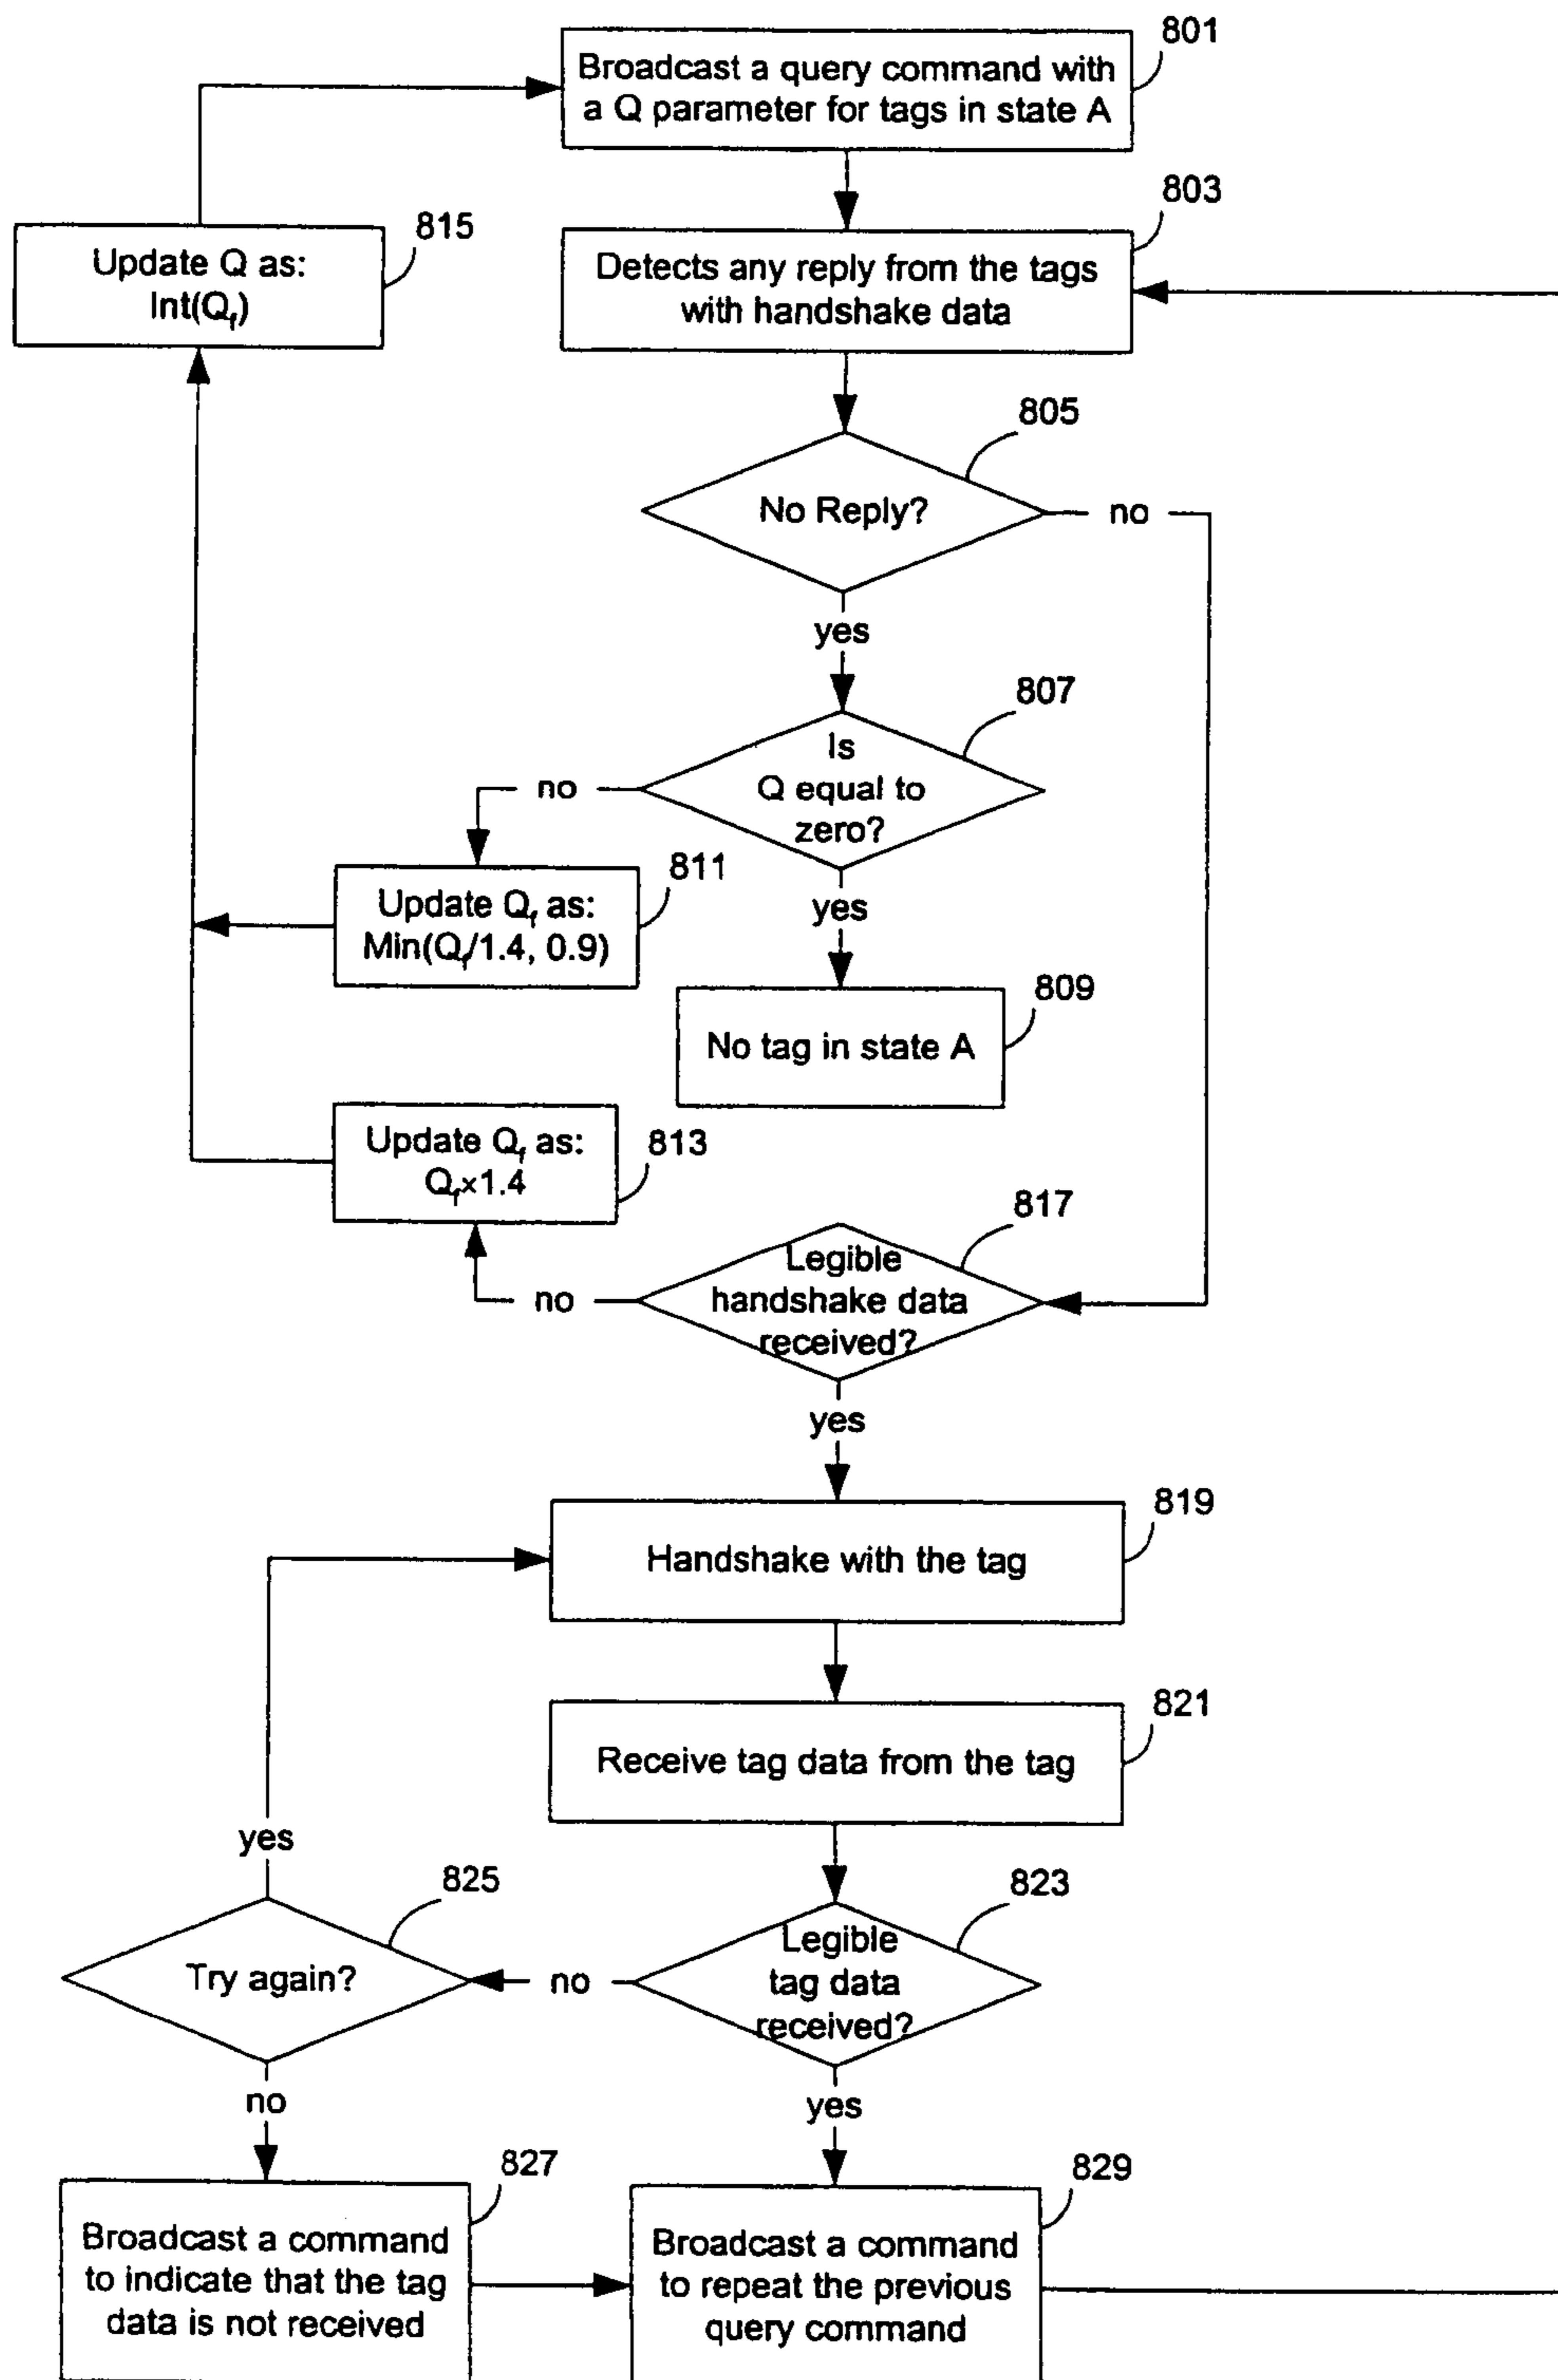 801
Broadcast a query command with
a Q parameter for tags in state A
803
Detects any reply from the tags
with handshake data
815
Update Q as:
Int(Qf)
805
No Reply?
no
yes
807
Is
Q equal to
zero?
no
yes
811
Update Qf as:
Min(Qf/1.4, 0.9)
809
No tag in state A
813
Update Qf as:
Qf×1.4
817
Legible
handshake data
received?
no
yes
819
Handshake with the tag
821
Receive tag data from the tag
823
Legible
tag data
received?
no
yes
825
Try again?
yes
no
827
Broadcast a command
to indicate that the tag
data is not received
829
Broadcast a command
to repeat the previous
query command